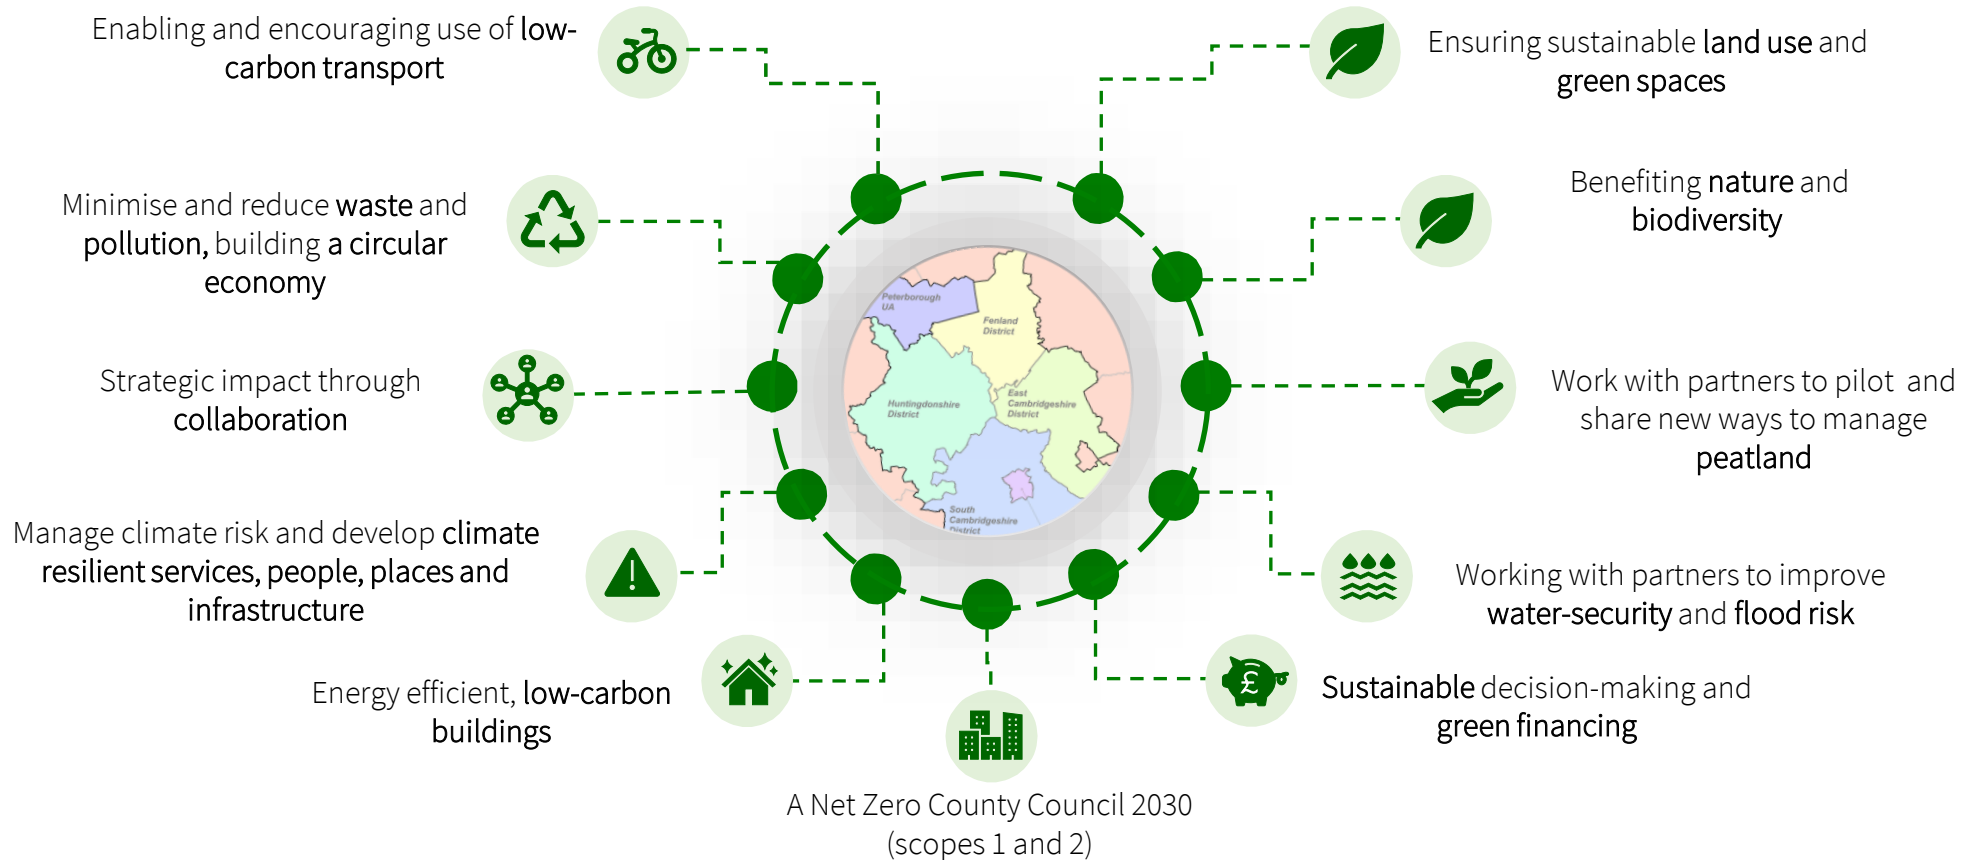 Enabling and encouraging use of low-
carbon transport
Ensuring sustainable land use and
green spaces
Minimise and reduce waste and
pollution, building a circular
economy
Benefiting nature and
biodiversity
Strategic impact through
collaboration
Work with partners to pilot  and
share new ways to manage
peatland
Manage climate risk and develop climate
resilient services, people, places and
infrastructure
Working with partners to improve
water-security and flood risk
Energy efficient, low-carbon
buildings
Sustainable decision-making and
green financing
A Net Zero County Council 2030
(scopes 1 and 2)
Peterborough
UA
Fenland
District
Huntingdonshire
District
East
Cambridgeshire
District
South
Cambridgeshire
District
£